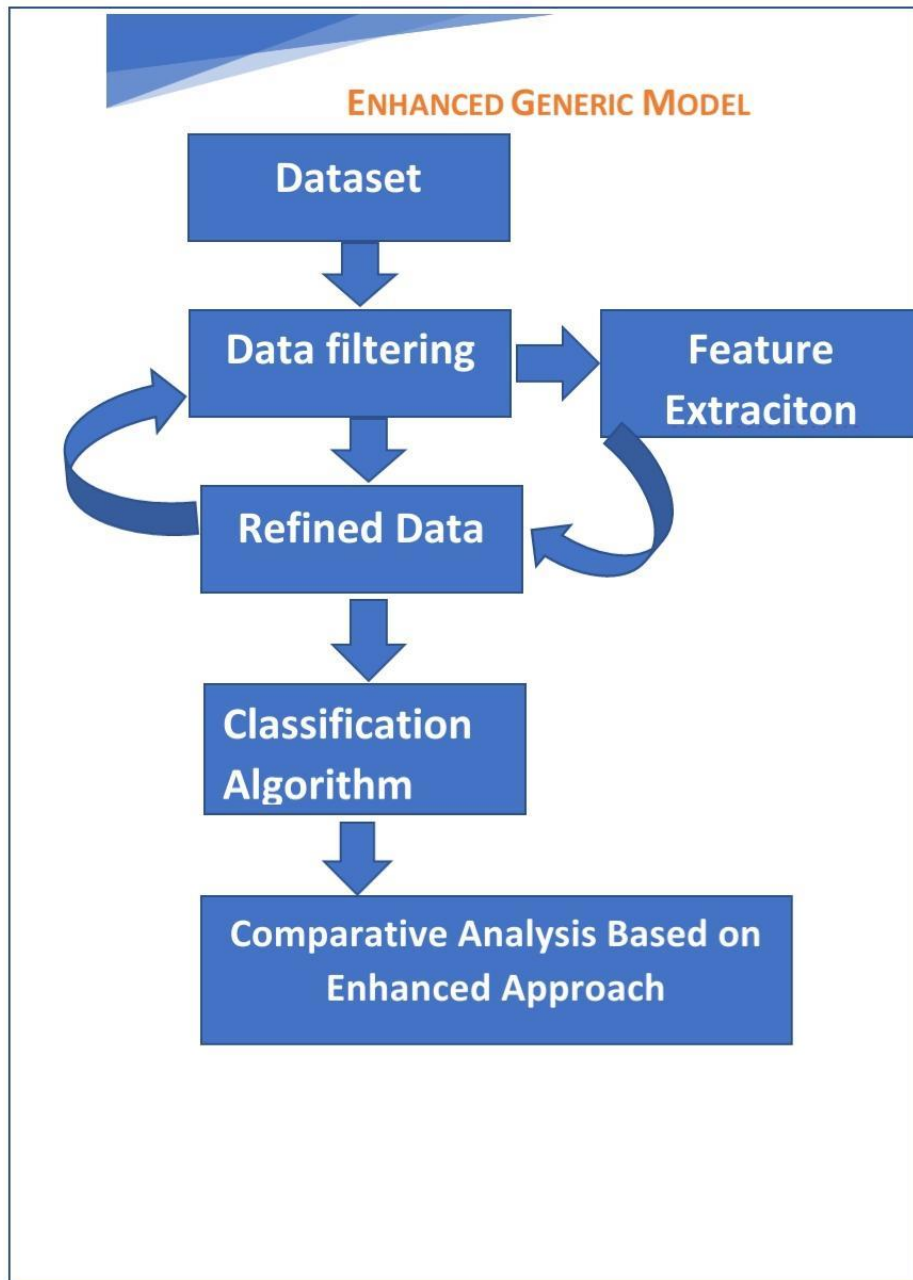 ENHANCED GENERIC MODEL
Dataset
Data filtering
Feature
Extraciton
Refined Data
Classification
Algorithm
Comparative Analysis Based on
Enhanced Approach